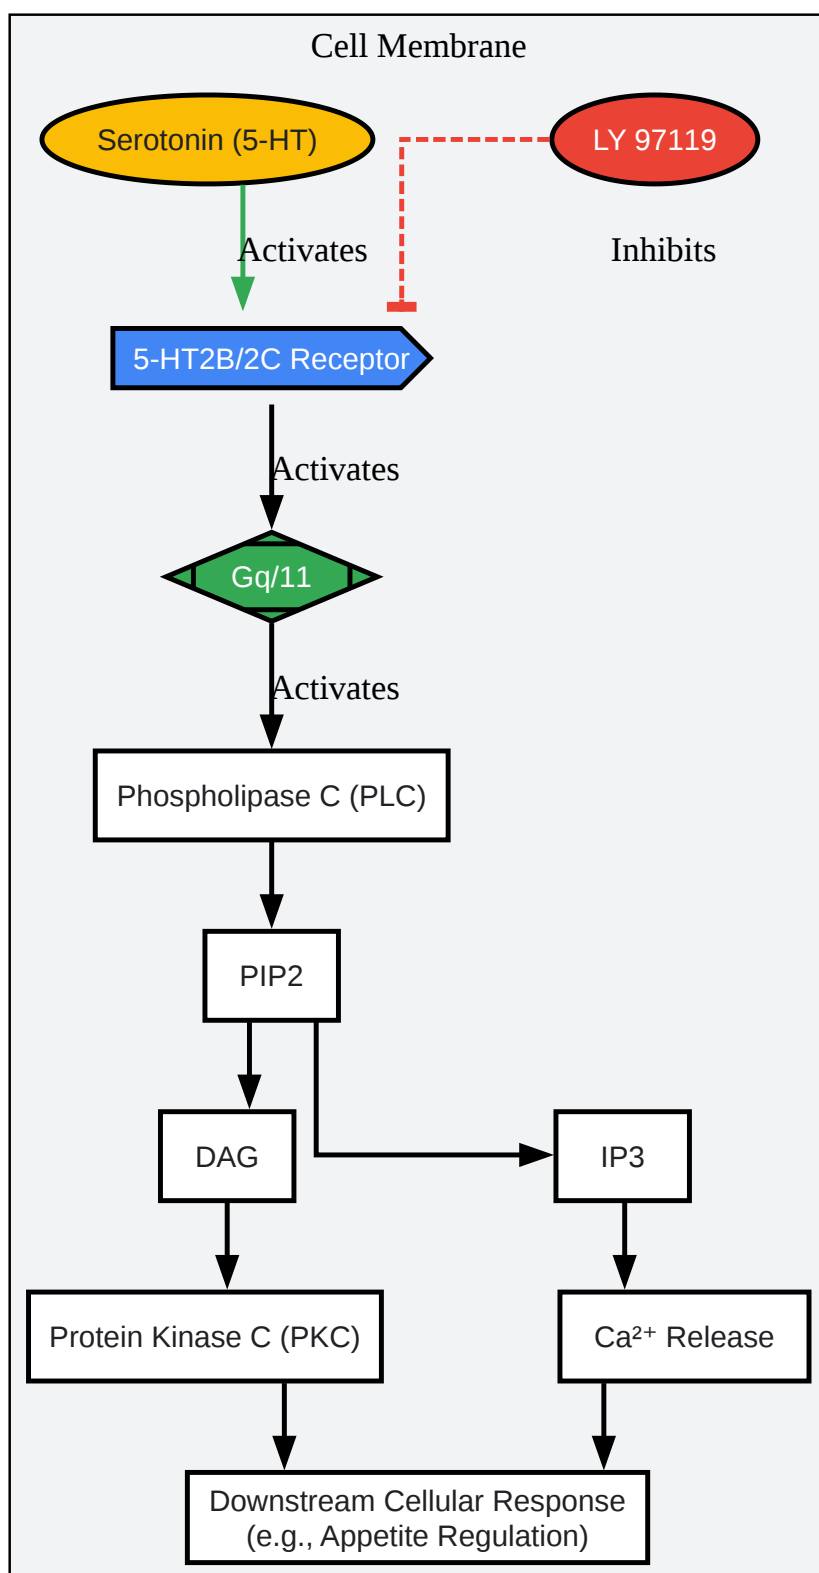 Cell Membrane
Serotonin (5-HT)
LY 97119
Activates
Inhibits
5-HT2B/2C Receptor
Activates
Gq/11
Activates
Phospholipase C (PLC)
PIP2
DAG
IP3
Protein Kinase C (PKC)
Ca²⁺ Release
Downstream Cellular Response
(e.g., Appetite Regulation)